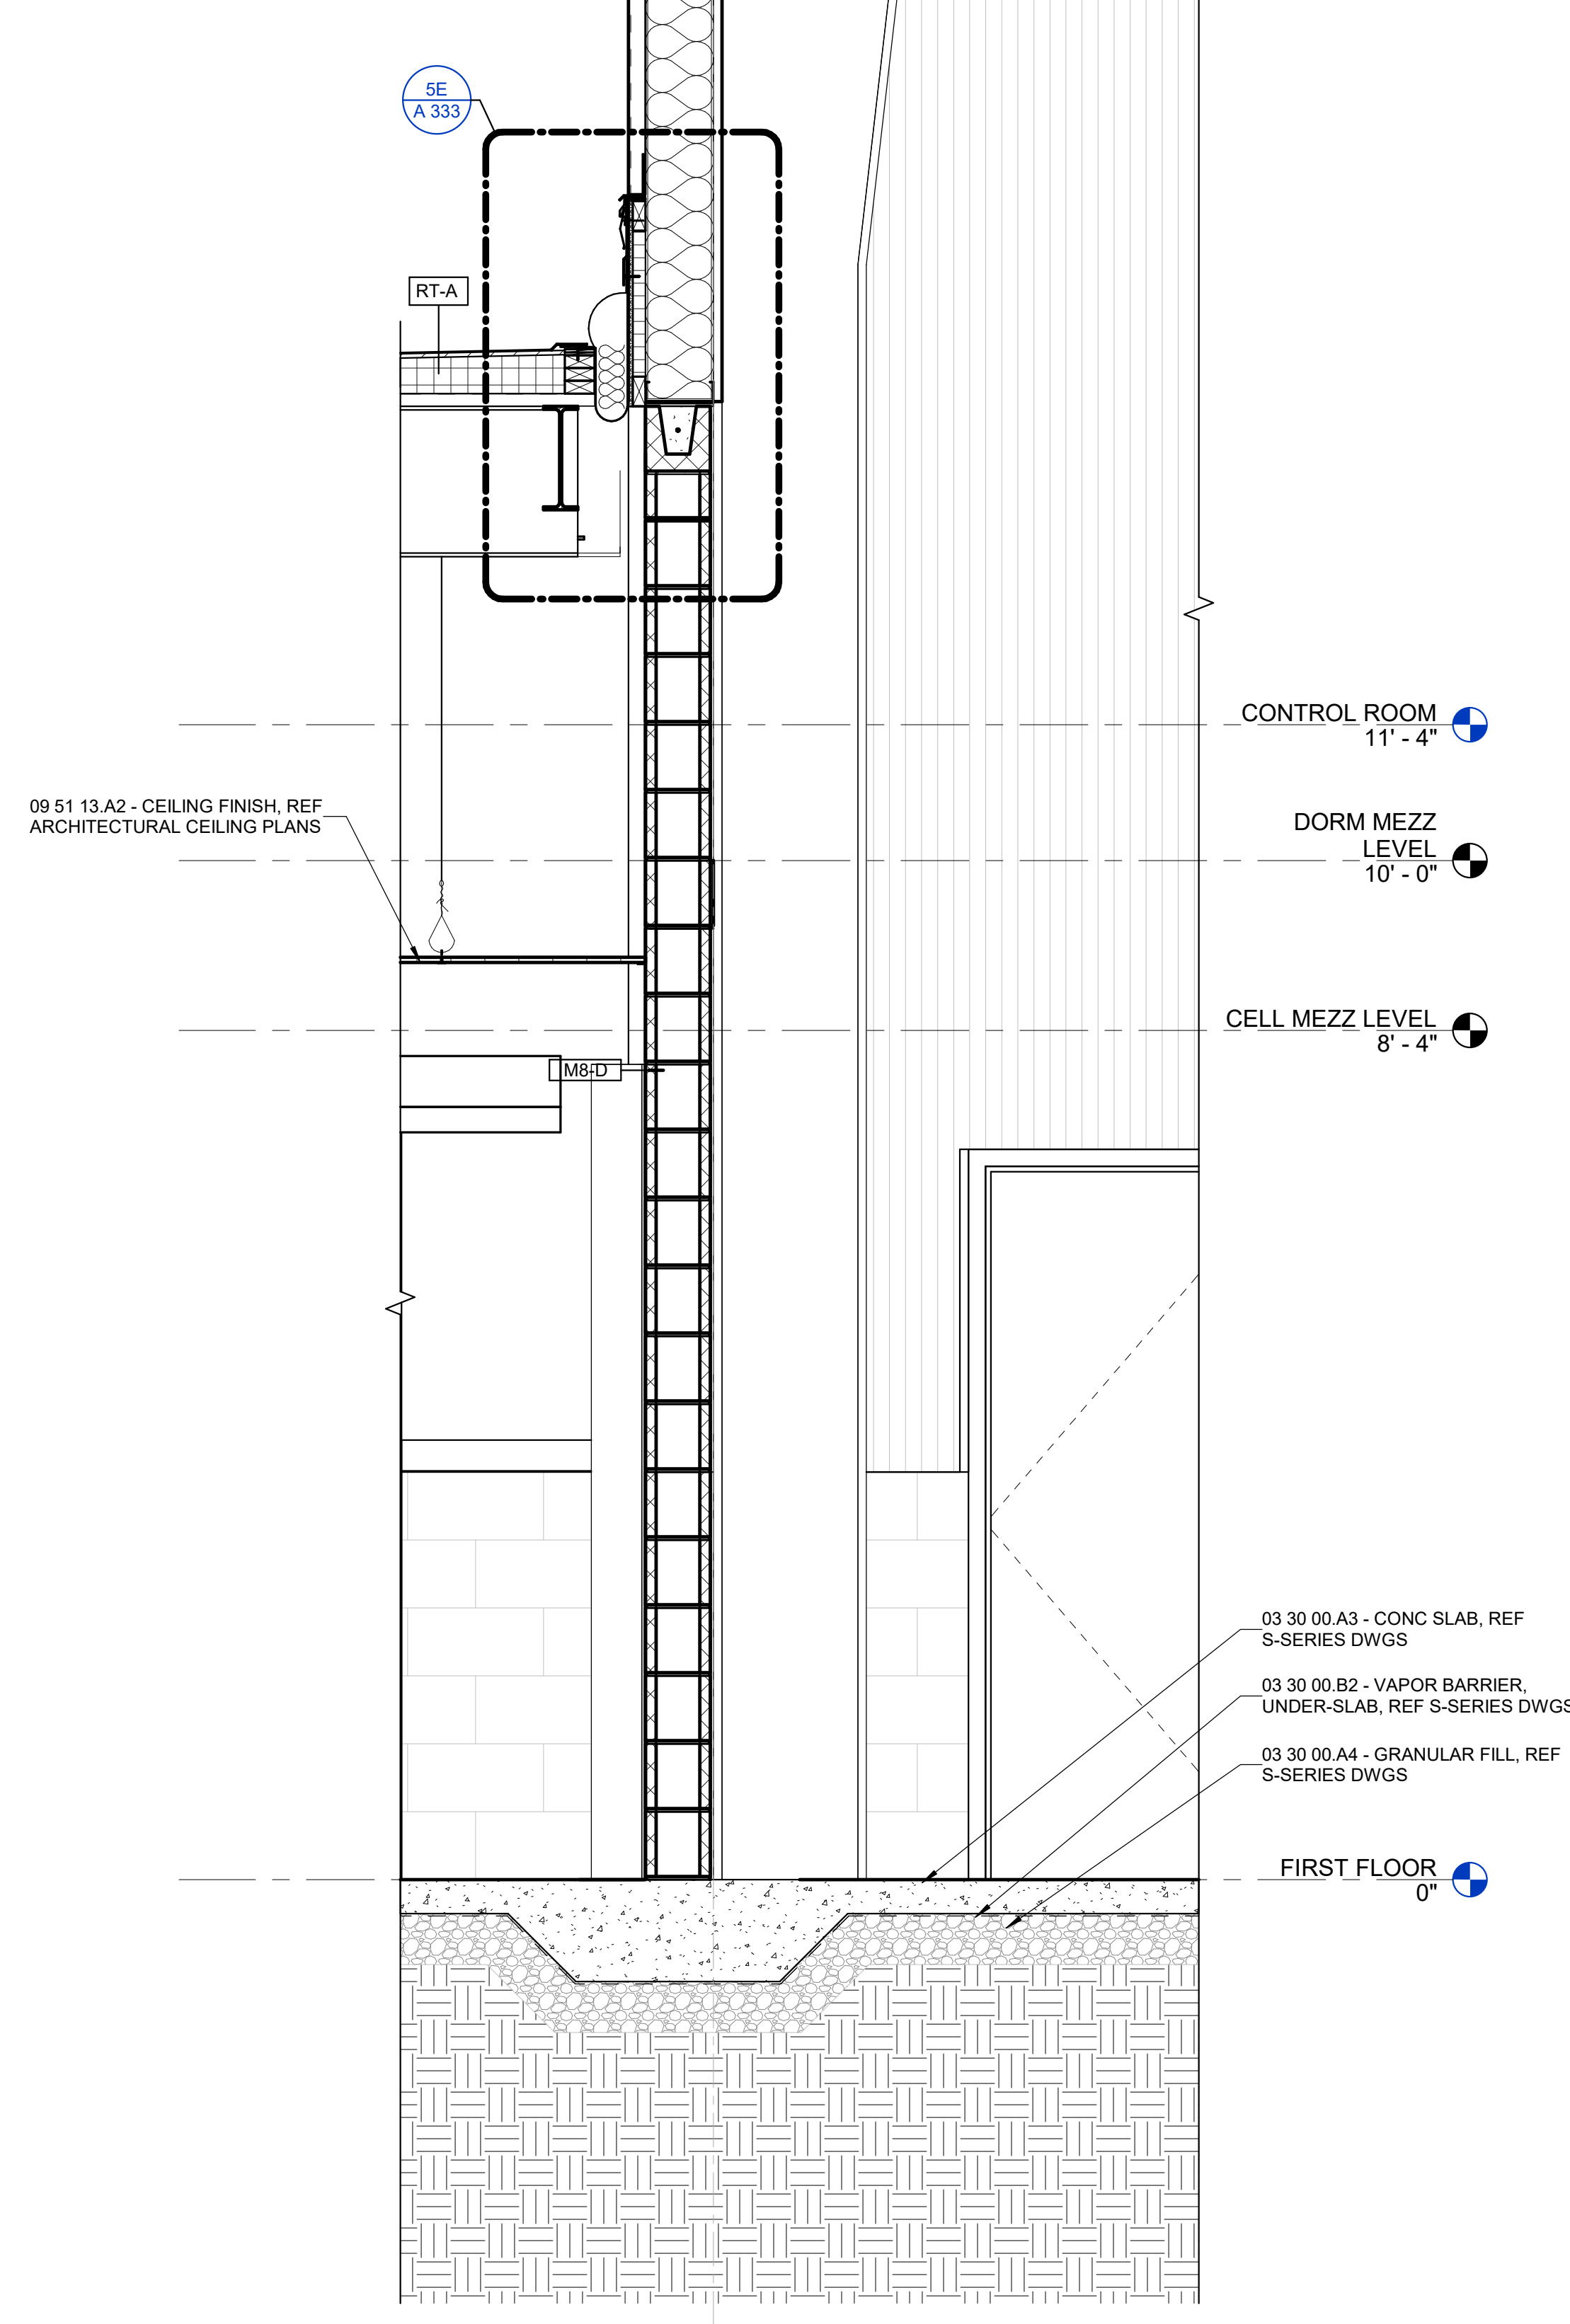 5E
A 333
RT-A
CONTROL ROOM
11' - 4"
09 51 13.A2 - CEILING FINISH, REF
ARCHITECTURAL CEILING PLANS
DORM MEZZ
LEVEL
10' - 0"
CELL MEZZ LEVEL
8' - 4"
M8-D
03 30 00.A3 - CONC SLAB, REF
S-SERIES DWGS
03 30 00.B2 - VAPOR BARRIER,
UNDER-SLAB, REF S-SERIES DWGS
03 30 00.A4 - GRANULAR FILL, REF
S-SERIES DWGS
FIRST FLOOR
0"